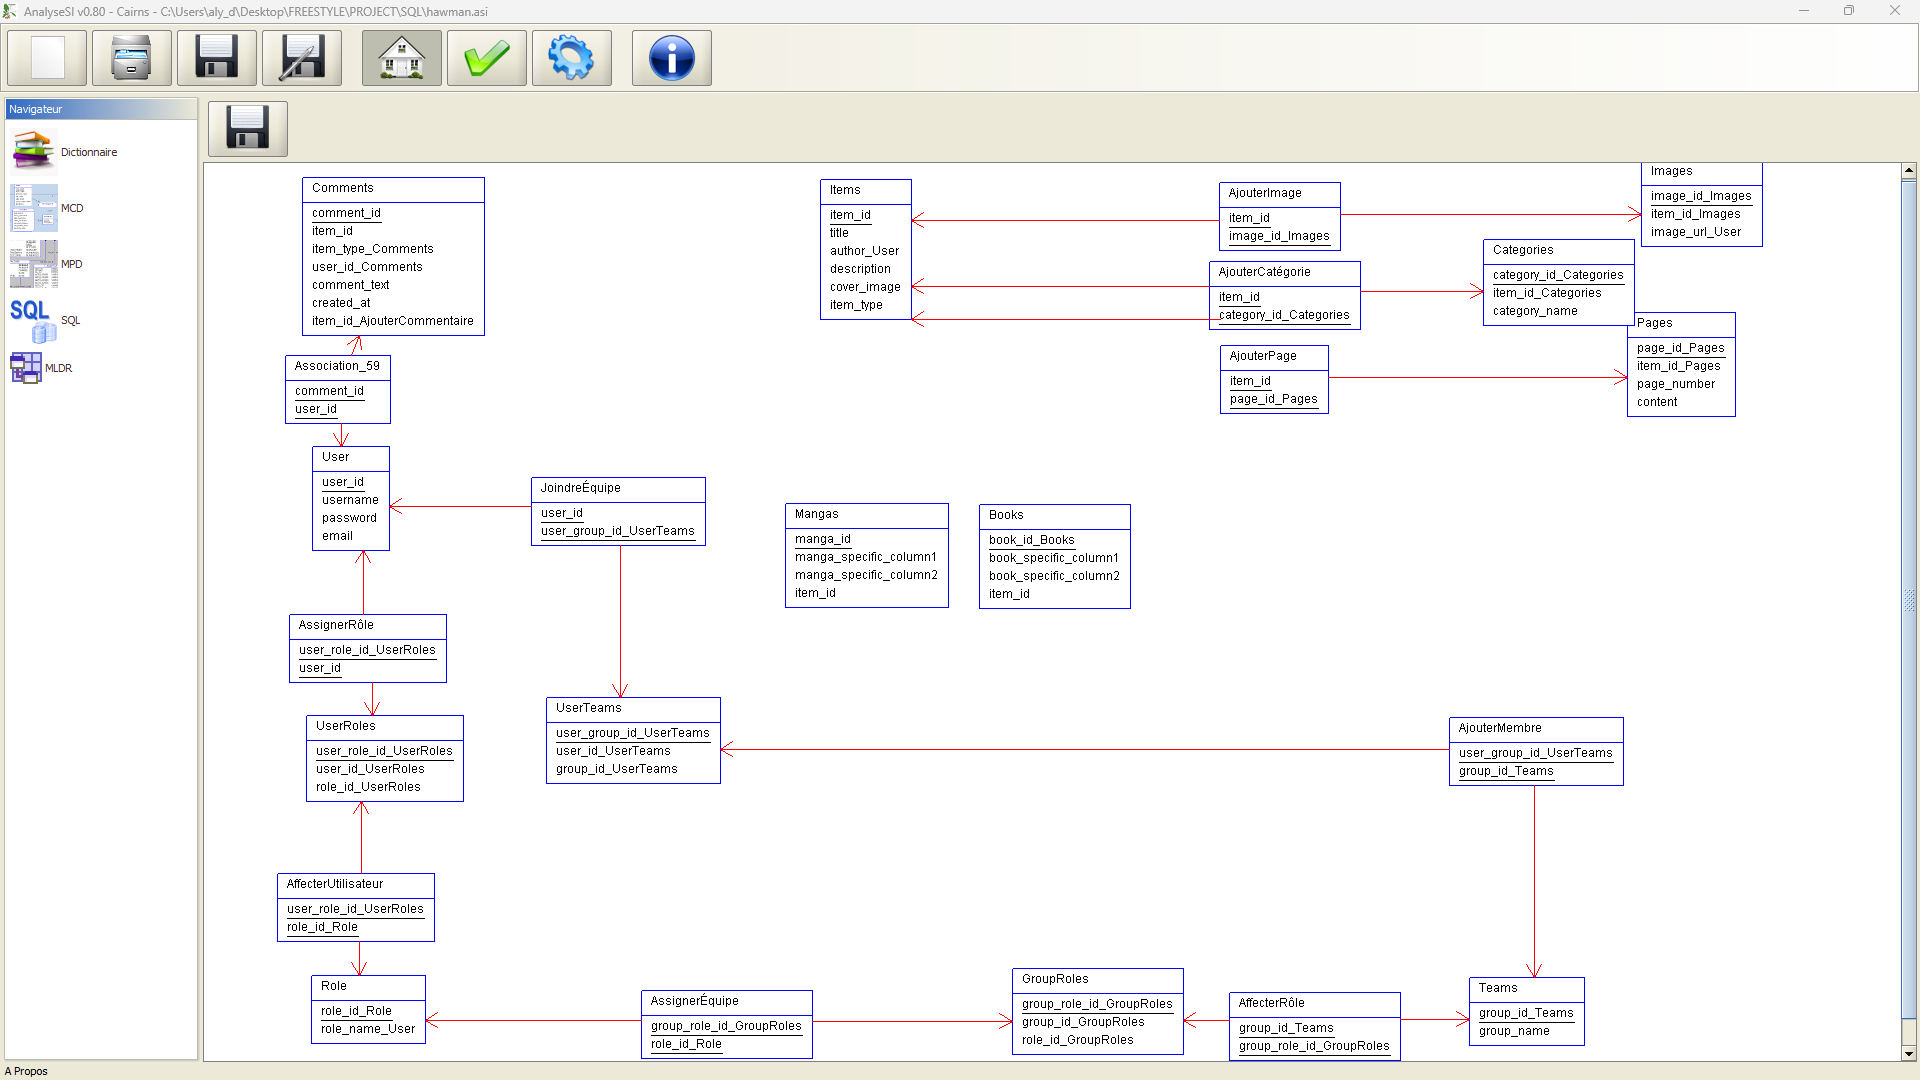 AnalyseSI v0.80 - Cairns - C:\Users\aly_d\Desktop\FREESTYLE\PROJECT\SQL\hawman.asi
Navigateur
Dictionnaire
MCD
MPD
SQL
SQL
MLDR
Comments
comment_id
item_id
item_type_Comments
user_id_Comments
comment_text
created_at
item_id_AjouterCommentaire
Items
item_id
title
author_User
description
cover_image
item_type
AjouterImage
item_id
image_id_Images
Images
image_id_Images
item_id_Images
image_url_User
AjouterCatégorie
item_id
category_id_Categories
Categories
category_id_Categories
item_id_Categories
category_name
AjouterPage
item_id
page_id_Pages
Pages
page_id_Pages
item_id_Pages
page_number
content
Association_59
comment_id
user_id
User
user_id
username
password
email
JoindreÉquipe
user_id
user_group_id_UserTeams
Mangas
manga_id
manga_specific_column1
manga_specific_column2
item_id
Books
book_id_Books
book_specific_column1
book_specific_column2
item_id
AssignerRôle
user_role_id_UserRoles
user_id
UserRoles
user_role_id_UserRoles
user_id_UserRoles
role_id_UserRoles
UserTeams
user_group_id_UserTeams
user_id_UserTeams
group_id_UserTeams
AjouterMembre
user_group_id_UserTeams
group_id_Teams
AffecterUtilisateur
user_role_id_UserRoles
role_id_Role
Role
role_id_Role
role_name_User
AssignerÉquipe
group_role_id_GroupRoles
role_id_Role
GroupRoles
group_role_id_GroupRoles
group_id_GroupRoles
role_id_GroupRoles
AffecterRôle
group_id_Teams
group_role_id_GroupRoles
Teams
group_id_Teams
group_name
A Propos